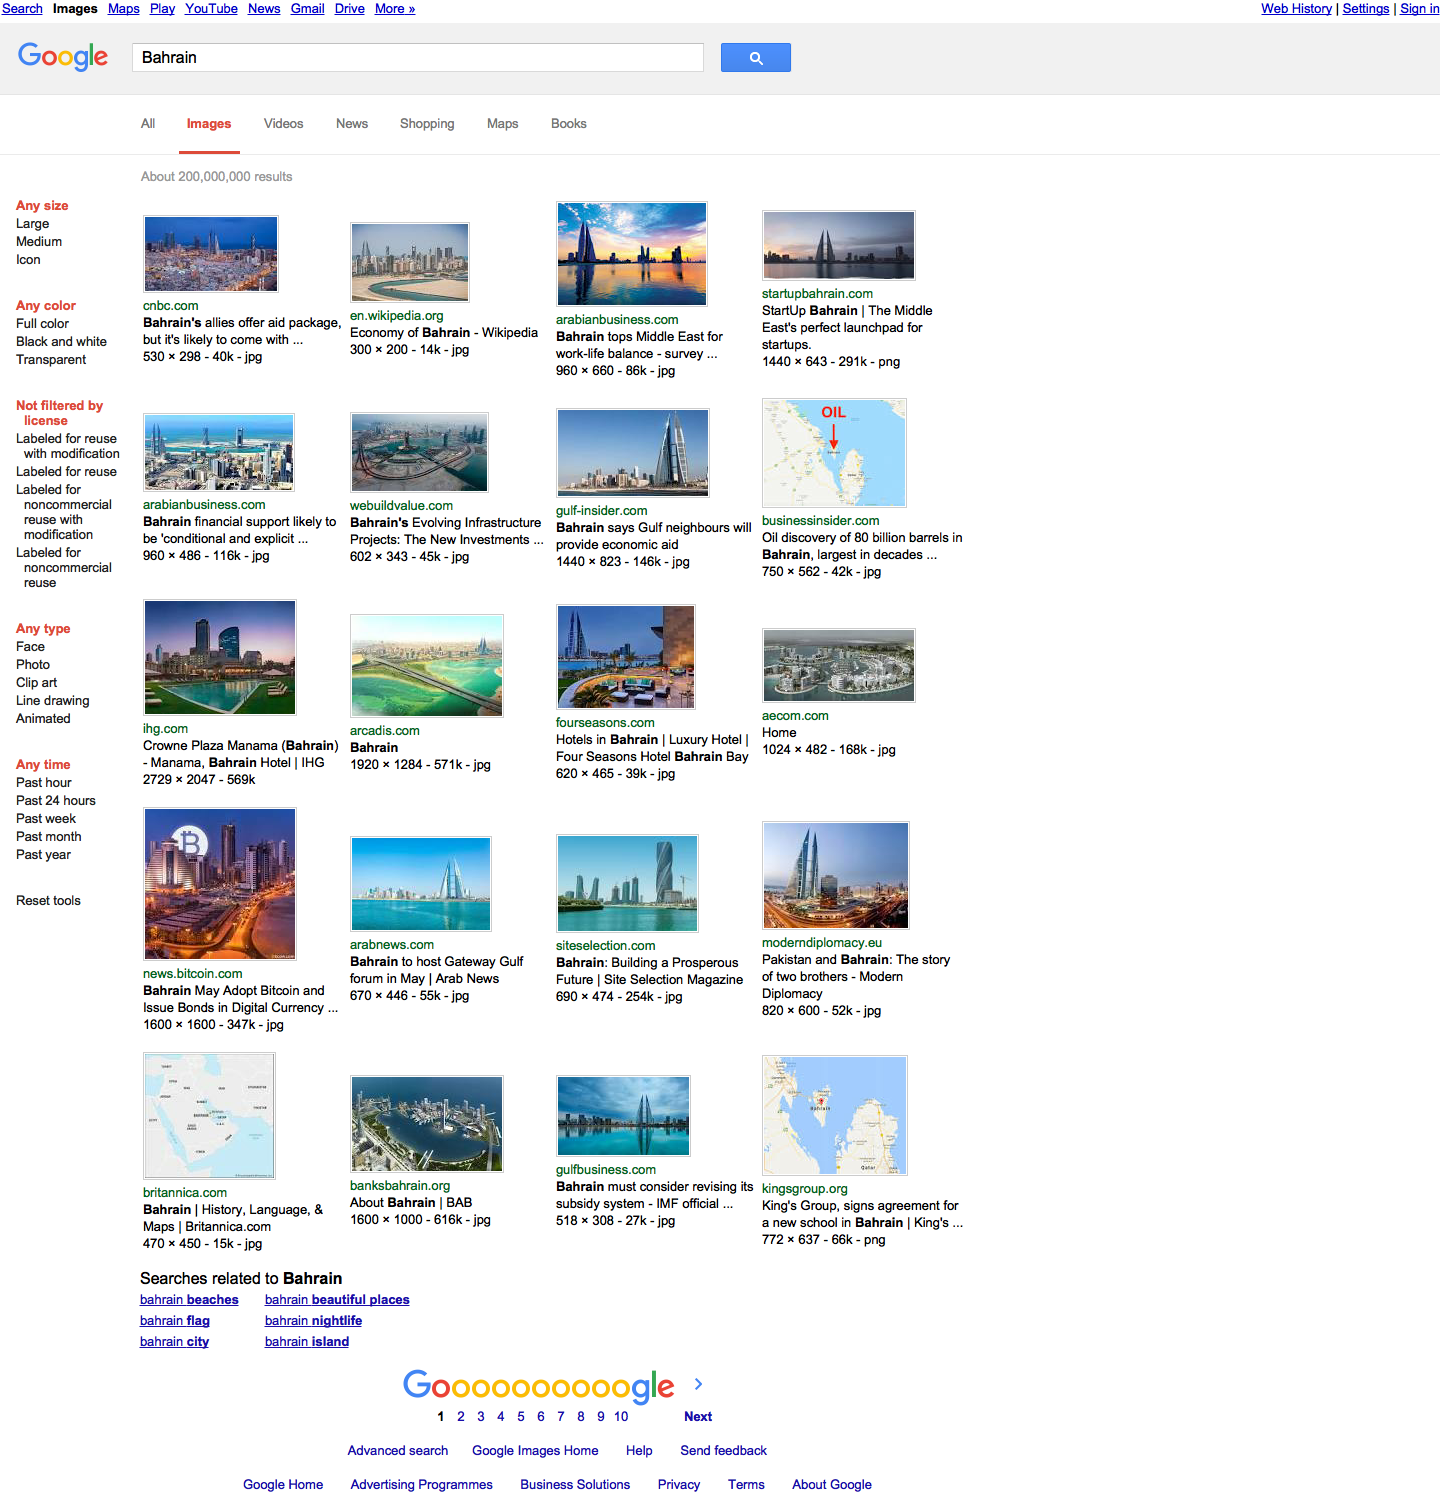 Search Images Maps Play YouTube News Gmail Drive More »
Web History | Settings | Sign in
Google
Bahrain
All Images Videos News Shopping Maps Books
About 200,000,000 results
Any size
Large
Medium
Icon
Any color
Full color
Black and white
Transparent
Not filtered by
license
Labeled for reuse
with modification
Labeled for reuse
Labeled for
noncommercial
reuse with
modification
Labeled for
noncommercial
reuse
Any type
Face
Photo
Clip art
Line drawing
Animated
Any time
Past hour
Past 24 hours
Past week
Past month
Past year
Reset tools
cnbc.com
Bahrain's allies offer aid package,
but it's likely to come with ...
530 × 298 - 40k - jpg
en.wikipedia.org
Economy of Bahrain - Wikipedia
300 × 200 - 14k - jpg
arabianbusiness.com
Bahrain tops Middle East for
work-life balance - survey ...
960 × 660 - 86k - jpg
startupbahrain.com
StartUp Bahrain | The Middle
East's perfect launchpad for
startups.
1440 × 643 - 291k - png
arabianbusiness.com
Bahrain financial support likely to
be 'conditional and explicit ...
960 × 486 - 116k - jpg
webuildvalue.com
Bahrain's Evolving Infrastructure
Projects: The New Investments ...
602 × 343 - 45k - jpg
gulf-insider.com
Bahrain says Gulf neighbours will
provide economic aid
1440 × 823 - 146k - jpg
OIL
businessinsider.com
Oil discovery of 80 billion barrels in
Bahrain, largest in decades ...
750 × 562 - 42k - jpg
ihg.com
Crowne Plaza Manama (Bahrain)
- Manama, Bahrain Hotel | IHG
2729 × 2047 - 569k
arcadis.com
Bahrain
1920 × 1284 - 571k - jpg
fourseasons.com
Hotels in Bahrain | Luxury Hotel |
Four Seasons Hotel Bahrain Bay
620 × 465 - 39k - jpg
aecom.com
Home
1024 × 482 - 168k - jpg
news.bitcoin.com
Bahrain May Adopt Bitcoin and
Issue Bonds in Digital Currency ...
1600 × 1600 - 347k - jpg
arabnews.com
Bahrain to host Gateway Gulf
forum in May | Arab News
670 × 446 - 55k - jpg
siteselection.com
Bahrain: Building a Prosperous
Future | Site Selection Magazine
690 × 474 - 254k - jpg
moderndiplomacy.eu
Pakistan and Bahrain: The story
of two brothers - Modern
Diplomacy
820 × 600 - 52k - jpg
britannica.com
Bahrain | History, Language, &
Maps | Britannica.com
470 × 450 - 15k - jpg
banksbahrain.org
About Bahrain | BAB
1600 × 1000 - 616k - jpg
gulfbusiness.com
Bahrain must consider revising its
subsidy system - IMF official ...
518 × 308 - 27k - jpg
Bahrain
Qatar
kingsgroup.org
King's Group, signs agreement for
a new school in Bahrain | King's ...
772 × 637 - 66k - png
Searches related to Bahrain
bahrain beaches bahrain beautiful places
bahrain flag bahrain nightlife
bahrain city bahrain island
Goooooooooogle
1 2 3 4 5 6 7 8 9 10 Next
Advanced search Google Images Home Help Send feedback
Google Home Advertising Programmes Business Solutions Privacy Terms About Google